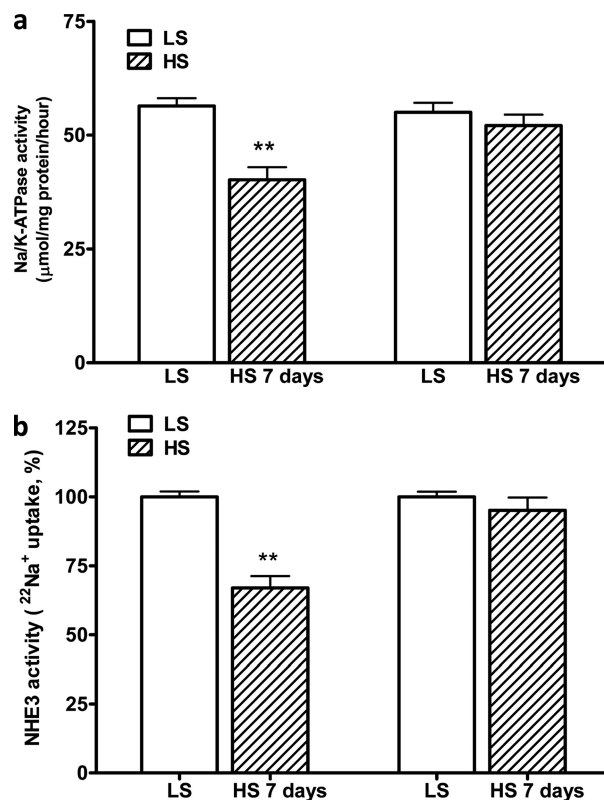 a
75
50
25
0
Na/K-ATPase activity
(μmol/mg protein/hour)
LS
HS
**
LS HS 7 days LS HS 7 days
b
125
100
75
50
25
0
NHE3 activity ( ²²Na⁺ uptake, %)
LS
HS
**
LS HS 7 days LS HS 7 days